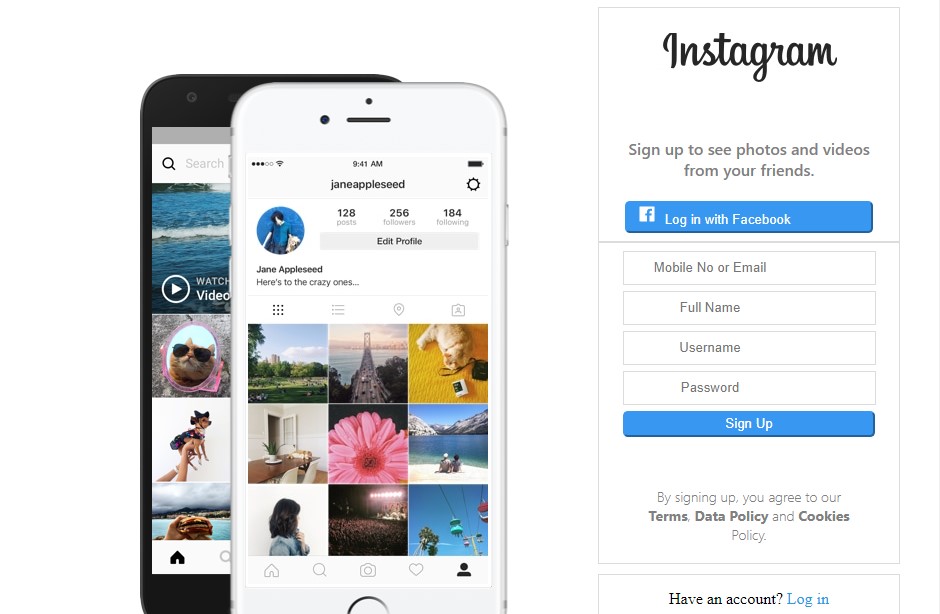 Search
WATCH
Video
9:41 AM
janeappleseed
128
posts
256
followers
184
following
Edit Profile
Jane Appleseed
Here's to the crazy ones...
Instagram
Sign up to see photos and videos
from your friends.
Log in with Facebook
Mobile No or Email
Full Name
Username
Password
Sign Up
By signing up, you agree to our
Terms, Data Policy and Cookies
Policy.
Have an account? Log in